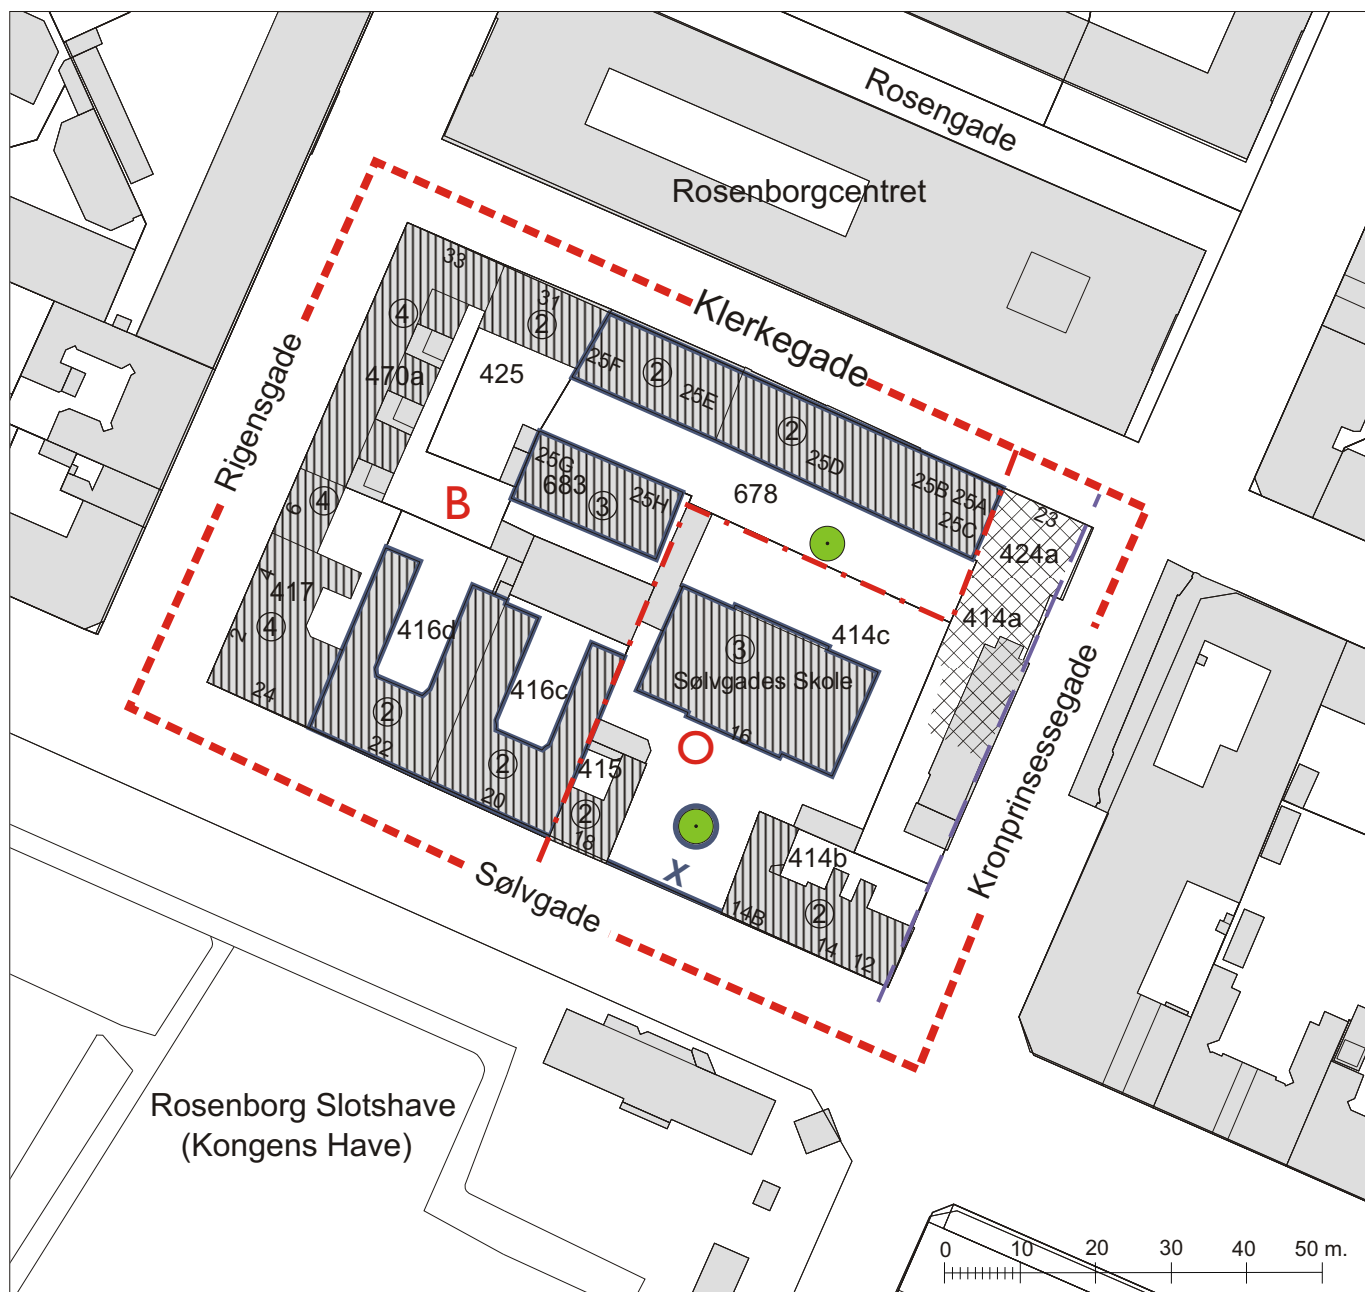 Rosengade
Rosenborgcentret
33
31
Klerkegade
4
2
25F
2
25E
470a
425
2
25D
Rigensgade
25G
683
25H
3
678
25B
25A
25C
23
424a
B
6
4
4
417
2
4
24
416d
416c
2
22
2
20
414a
414c
3
Sølvgades Skole
16
O
415
2
18
X
414b
2
14B
14
12
Kronprinsessegade
Sølvgade
Rosenborg Slotshave
(Kongens Have)
0 10 20 30 40 50 m.